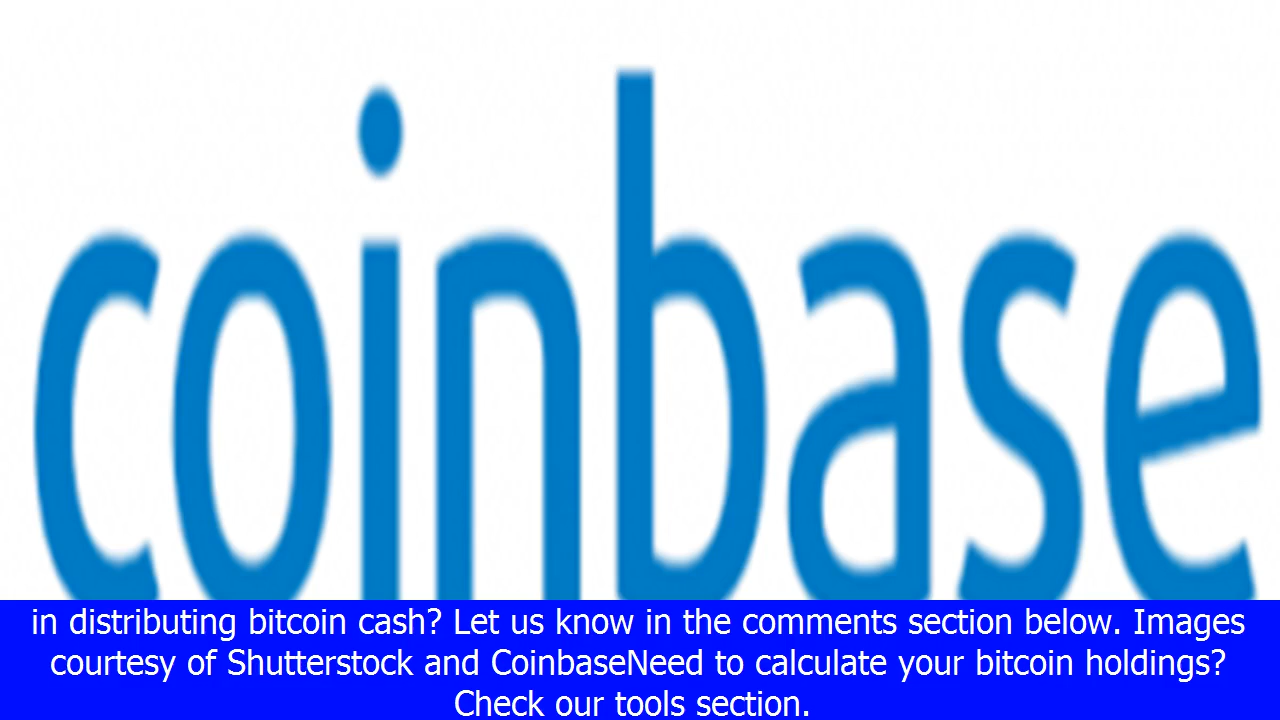 coinbase
in distributing bitcoin cash? Let us know in the comments section below. Images
courtesy of Shutterstock and CoinbaseNeed to calculate your bitcoin holdings?
Check our tools section.